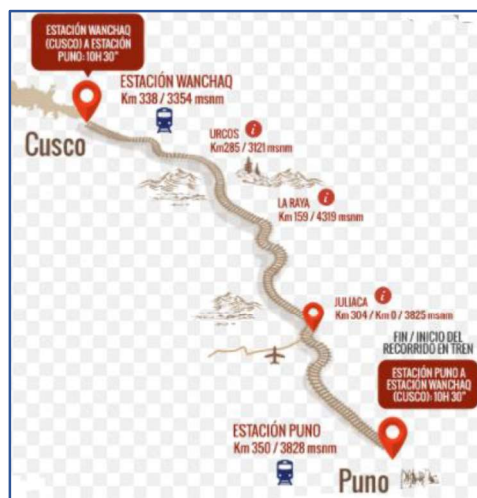 ESTACIÓN WANCHAQ
(CUSCO) A ESTACIÓN
PUNO: 10H 30"
ESTACIÓN WANCHAQ
Km 338 / 3354 msnm
Cusco
URCOS
Km285 / 3121 msnm
LA RAYA
Km 159 / 4319 msnm
JULIACA
Km 304 / Km 0 / 3825 msnm
FIN / INICIO DEL
RECORRIDO EN TREN
ESTACIÓN PUNO A
ESTACIÓN WANCHAQ
(CUSCO): 10H 30"
ESTACIÓN PUNO
Km 350 / 3828 msnm
Puno